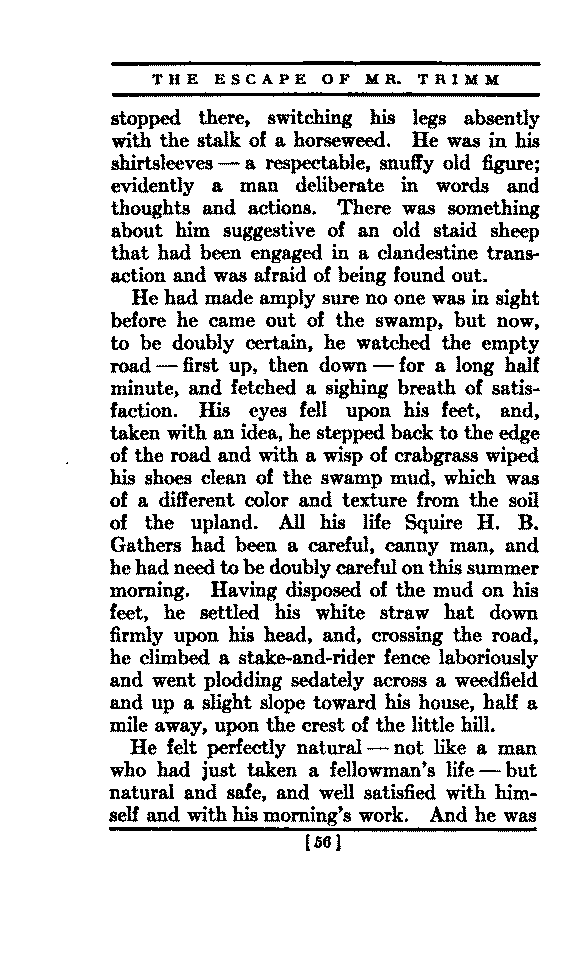 THE ESCAPE OF MR. TRIMM
stopped there, switching his legs absently
with the stalk of a horseweed. He was in his
shirtsleeves — a respectable, snuffy old figure;
evidently a man deliberate in words and
thoughts and actions. There was something
about him suggestive of an old staid sheep
that had been engaged in a clandestine trans-
action and was afraid of being found out.
He had made amply sure no one was in sight
before he came out of the swamp, but now,
to be doubly certain, he watched the empty
road — first up, then down — for a long half
minute, and fetched a sighing breath of satis-
faction. His eyes fell upon his feet, and,
taken with an idea, he stepped back to the edge
of the road and with a wisp of crabgrass wiped
his shoes clean of the swamp mud, which was
of a different color and texture from the soil
of the upland. All his life Squire H. B.
Gathers had been a careful, canny man, and
he had need to be doubly careful on this summer
morning. Having disposed of the mud on his
feet, he settled his white straw hat down
firmly upon his head, and, crossing the road,
he climbed a stake-and-rider fence laboriously
and went plodding sedately across a weedfield
and up a slight slope toward his house, half a
mile away, upon the crest of the little hill.
He felt perfectly natural — not like a man
who had just taken a fellowman's life — but
natural and safe, and well satisfied with him-
self and with his morning's work. And he was
[56]